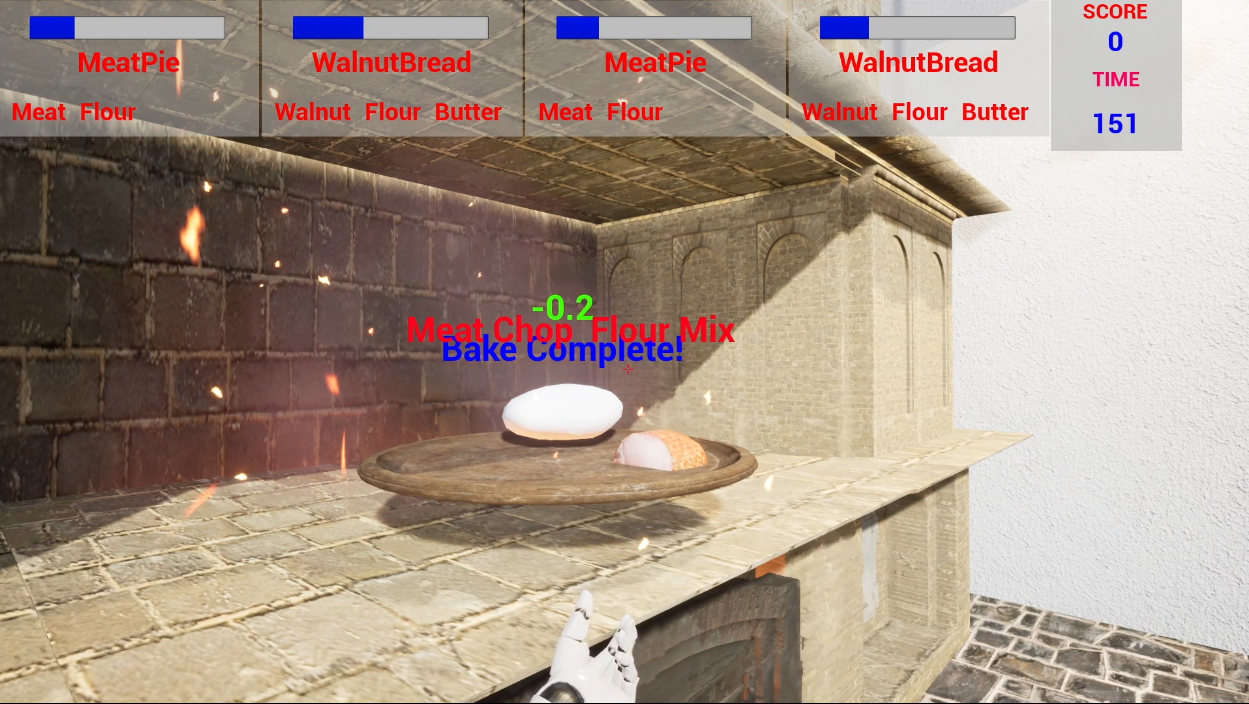 MeatPie
Meat Flour
WalnutBread
Walnut Flour Butter
MeatPie
Meat Flour
WalnutBread
Walnut Flour Butter
SCORE
0
TIME
151
-0.2
Meat Chop Flour Mix
Bake Complete!